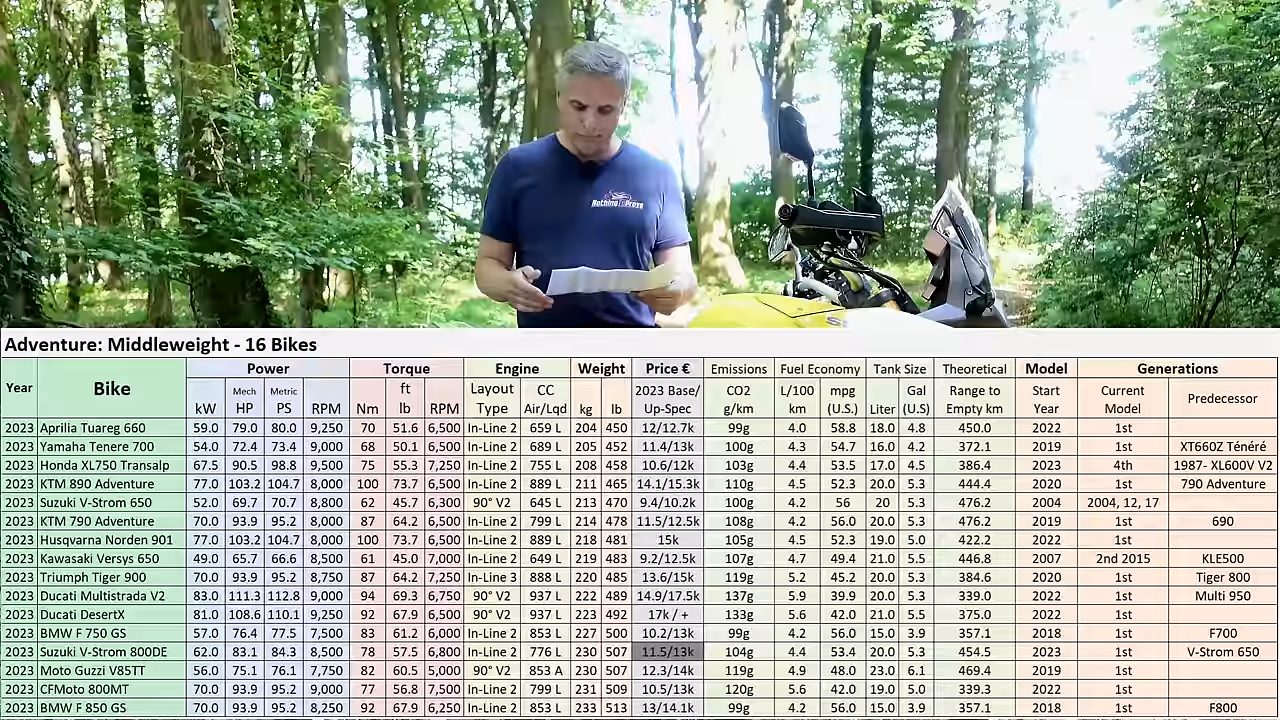 Nothing2Prove
Adventure: Middleweight - 16 Bikes
Year Bike Power Torque Engine Weight Price € Emissions Fuel Economy Tank Size Theoretical Model Generations
kW Mech HP Metric PS RPM Nm ft lb RPM Layout Type CC Air/Lqd kg lb 2023 Base/ Up-Spec CO2 g/km L/100 km mpg (U.S.) Liter Gal (U.S) Range to Empty km Start Year Current Model Predecessor
2023 Aprilia Tuareg 660 59.0 79.0 80.0 9,250 70 51.6 6,500 In-Line 2 659 L 204 450 12/12.7k 99g 4.0 58.8 18.0 4.8 450.0 2022 1st
2023 Yamaha Tenere 700 54.0 72.4 73.4 9,000 68 50.1 6,500 In-Line 2 689 L 205 452 11.4/13k 100g 4.3 54.7 16.0 4.2 372.1 2019 1st XT660Z Ténéré
2023 Honda XL750 Transalp 67.5 90.5 98.8 9,500 75 55.3 7,250 In-Line 2 755 L 208 458 10.6/12k 103g 4.4 53.5 17.0 4.5 386.4 2023 4th 1987- XL600V V2
2023 KTM 890 Adventure 77.0 103.2 104.7 8,000 100 73.7 6,500 In-Line 2 889 L 211 465 14.1/15.3k 110g 4.5 52.3 20.0 5.3 444.4 2020 1st 790 Adventure
2023 Suzuki V-Strom 650 52.0 69.7 70.7 8,800 62 45.7 6,300 90° V2 645 L 213 470 9.4/10.2k 100g 4.2 56 20 5.3 476.2 2004 2004, 12, 17
2023 KTM 790 Adventure 70.0 93.9 95.2 8,000 87 64.2 6,500 In-Line 2 799 L 214 478 11.5/12.5k 108g 4.2 56.0 20.0 5.3 476.2 2019 1st 690
2023 Husqvarna Norden 901 77.0 103.2 104.7 8,000 100 73.7 6,500 In-Line 2 889 L 218 481 15k 105g 4.5 52.3 19.0 5.0 422.2 2022 1st
2023 Kawasaki Versys 650 49.0 65.7 66.6 8,500 61 45.0 7,000 In-Line 2 649 L 219 483 9.2/12.5k 107g 4.7 49.4 21.0 5.5 446.8 2007 2nd 2015 KLE500
2023 Triumph Tiger 900 70.0 93.9 95.2 8,750 87 64.2 7,250 In-Line 3 888 L 220 485 13.6/15k 119g 5.2 45.2 20.0 5.3 384.6 2020 1st Tiger 800
2023 Ducati Multistrada V2 83.0 111.3 112.8 9,000 94 69.3 6,750 90° V2 937 L 222 489 14.9/17.5k 137g 5.9 39.9 20.0 5.3 339.0 2022 1st Multi 950
2023 Ducati DesertX 81.0 108.6 110.1 9,250 92 67.9 6,500 90° V2 937 L 223 492 17k / + 133g 5.6 42.0 21.0 5.5 375.0 2022 1st
2023 BMW F 750 GS 57.0 76.4 77.5 7,500 83 61.2 6,000 In-Line 2 853 L 227 500 10.2/13k 99g 4.2 56.0 15.0 3.9 357.1 2018 1st F700
2023 Suzuki V-Strom 800DE 62.0 83.1 84.3 8,500 78 57.5 6,800 In-Line 2 776 L 230 507 11.5/13k 104g 4.4 53.4 20.0 5.3 454.5 2023 1st V-Strom 650
2023 Moto Guzzi V85TT 56.0 75.1 76.1 7,750 82 60.5 5,000 90° V2 853 A 230 507 12.3/14k 119g 4.9 48.0 23.0 6.1 469.4 2019 1st
2023 CFMoto 800MT 70.0 93.9 95.2 9,000 77 56.8 7,500 In-Line 2 799 L 231 509 10.5/13k 120g 5.6 42.0 19.0 5.0 339.3 2022 1st
2023 BMW F 850 GS 70.0 93.9 95.2 8,250 92 67.9 6,250 In-Line 2 853 L 233 513 13/14.1k 99g 4.2 56.0 15.0 3.9 357.1 2018 1st F800